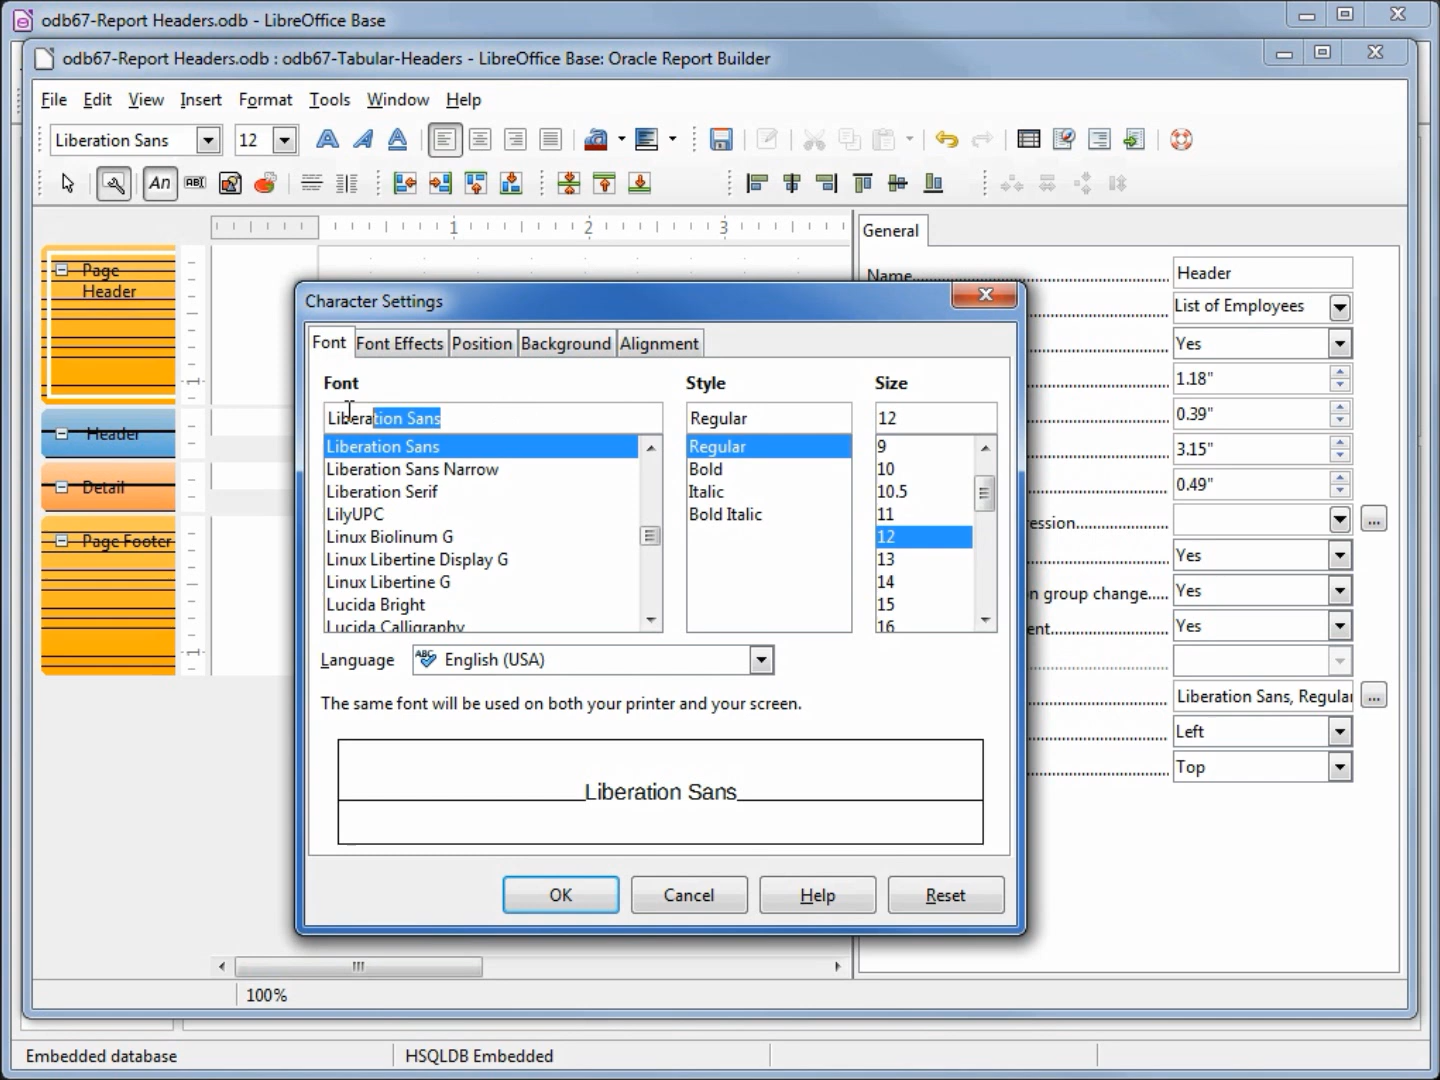 odb67-Report Headers.odb - LibreOffice Base
odb67-Report Headers.odb : odb67-Tabular-Headers - LibreOffice Base: Oracle Report Builder
File Edit View Insert Format Tools Window Help
Liberation Sans 12
1 2 3
General
Page
Header
Header
Detail
Page Footer
1
1
Name
Header
List of Employees
Yes
1.18"
0.39"
3.15"
0.49"
ession
...
Yes
n group change..... Yes
ent
Yes
Liberation Sans, Regular
...
Left
Top
Character Settings
Font Font Effects Position Background Alignment
Font Style Size
Liberation Sans Regular 12
Liberation Sans
Liberation Sans Narrow
Liberation Serif
LilyUPC
Linux Biolinum G
Linux Libertine Display G
Linux Libertine G
Lucida Bright
Lucida Calligraphy
Regular
Bold
Italic
Bold Italic
9
10
10.5
11
12
13
14
15
16
Language ABC English (USA)
The same font will be used on both your printer and your screen.
Liberation Sans
OK Cancel Help Reset
100%
Embedded database HSQLDB Embedded